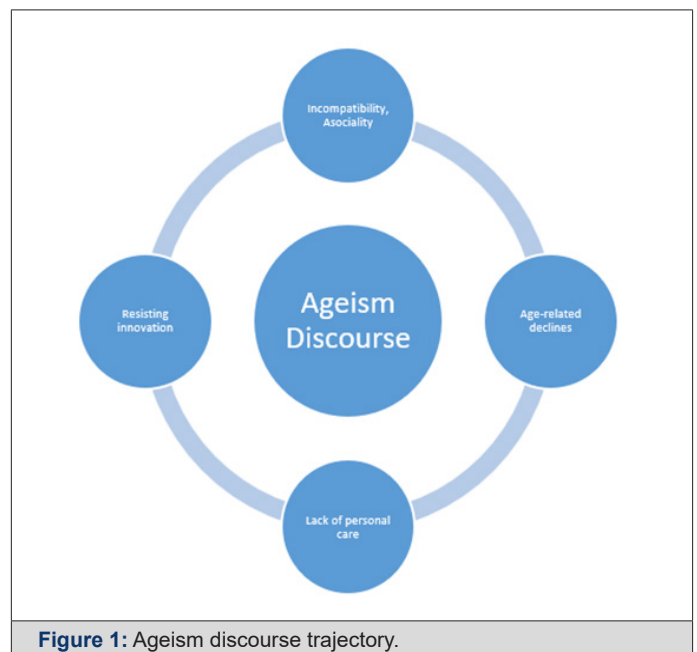 Incompatibility,
Asociality
Resisting
innovation
Ageism
Discourse
Age-related
declines
Lack of personal
care
Figure 1: Ageism discourse trajectory.